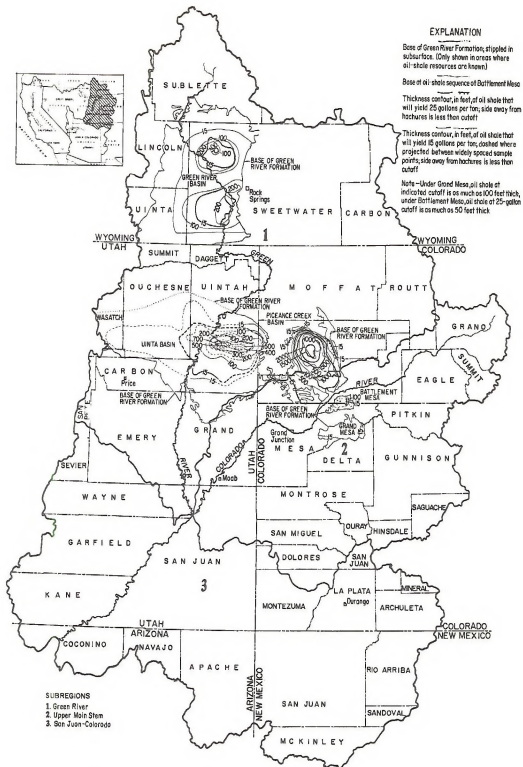 EXPLANATION
Base of Green River Formation; stippled in
subsurface. (Only shown in areas where
oil-shale resources are known)
Base of oil-shale sequence of Battlement Mesa
Thickness contour, in feet, of oil shale that
will yield 25 gallons per ton; side away from
hachures is less than cutoff
Thickness contour, in feet, of oil shale that
will yield 15 gallons per ton; dashed where
projected between widely spaced sample
points; side away from hachures is less than
cutoff
Note - Under Grand Mesa, oil shale at
indicated cutoff is as much as 100 feet thick,
under Battlement Mesa, oil shale at 25-gallon
cutoff is as much as 50 feet thick
SUBLETTE
LINCOLN
BASE OF GREEN
RIVER FORMATION
GREEN RIVER
BASIN
Rock
Springs
UINTA
SWEETWATER
CARBON
1
WYOMING
UTAH
WYOMING
COLORADO
SUMMIT
DAGGET
GREEN
DUCHESNE
UINTAH
MOFFAT
ROUTT
BASE OF GREEN RIVER
FORMATION
PICEANCE CREEK
BASIN
BASE OF GREEN
RIVER FORMATION
WASATCH
UINTA BASIN
GRAND
SUMMIT
CARBON
Price
BASE OF GREEN
RIVER FORMATION
RIVER
EAGLE
BATTLEMENT
MESA
PITKIN
BASE OF GREEN
RIVER FORMATION
GRAND
MESA
SAN
PETE
EMERY
GRAND
Grand
Junction
MESA
2
DELTA
GUNNISON
SEVIER
RIVER
COLORADO
Moab
UTAH
COLORADO
WAYNE
MONTROSE
SAGUACHE
OURAY
HINSDALE
GARFIELD
SAN MIGUEL
SAN JUAN
DOLORES
SAN
JUAN
3
KANE
MONTEZUMA
LA PLATA
Durango
MINERAL
ARCHULETA
UTAH
ARIZONA
COLORADO
NEW MEXICO
COCONINO
NAVAJO
APACHE
ARIZONA
NEW MEXICO
RIO ARRIBA
SAN JUAN
SANDOVAL
MCKINLEY
SUBREGIONS
1. Green River
2. Upper Main Stem
3. San Juan-Colorado